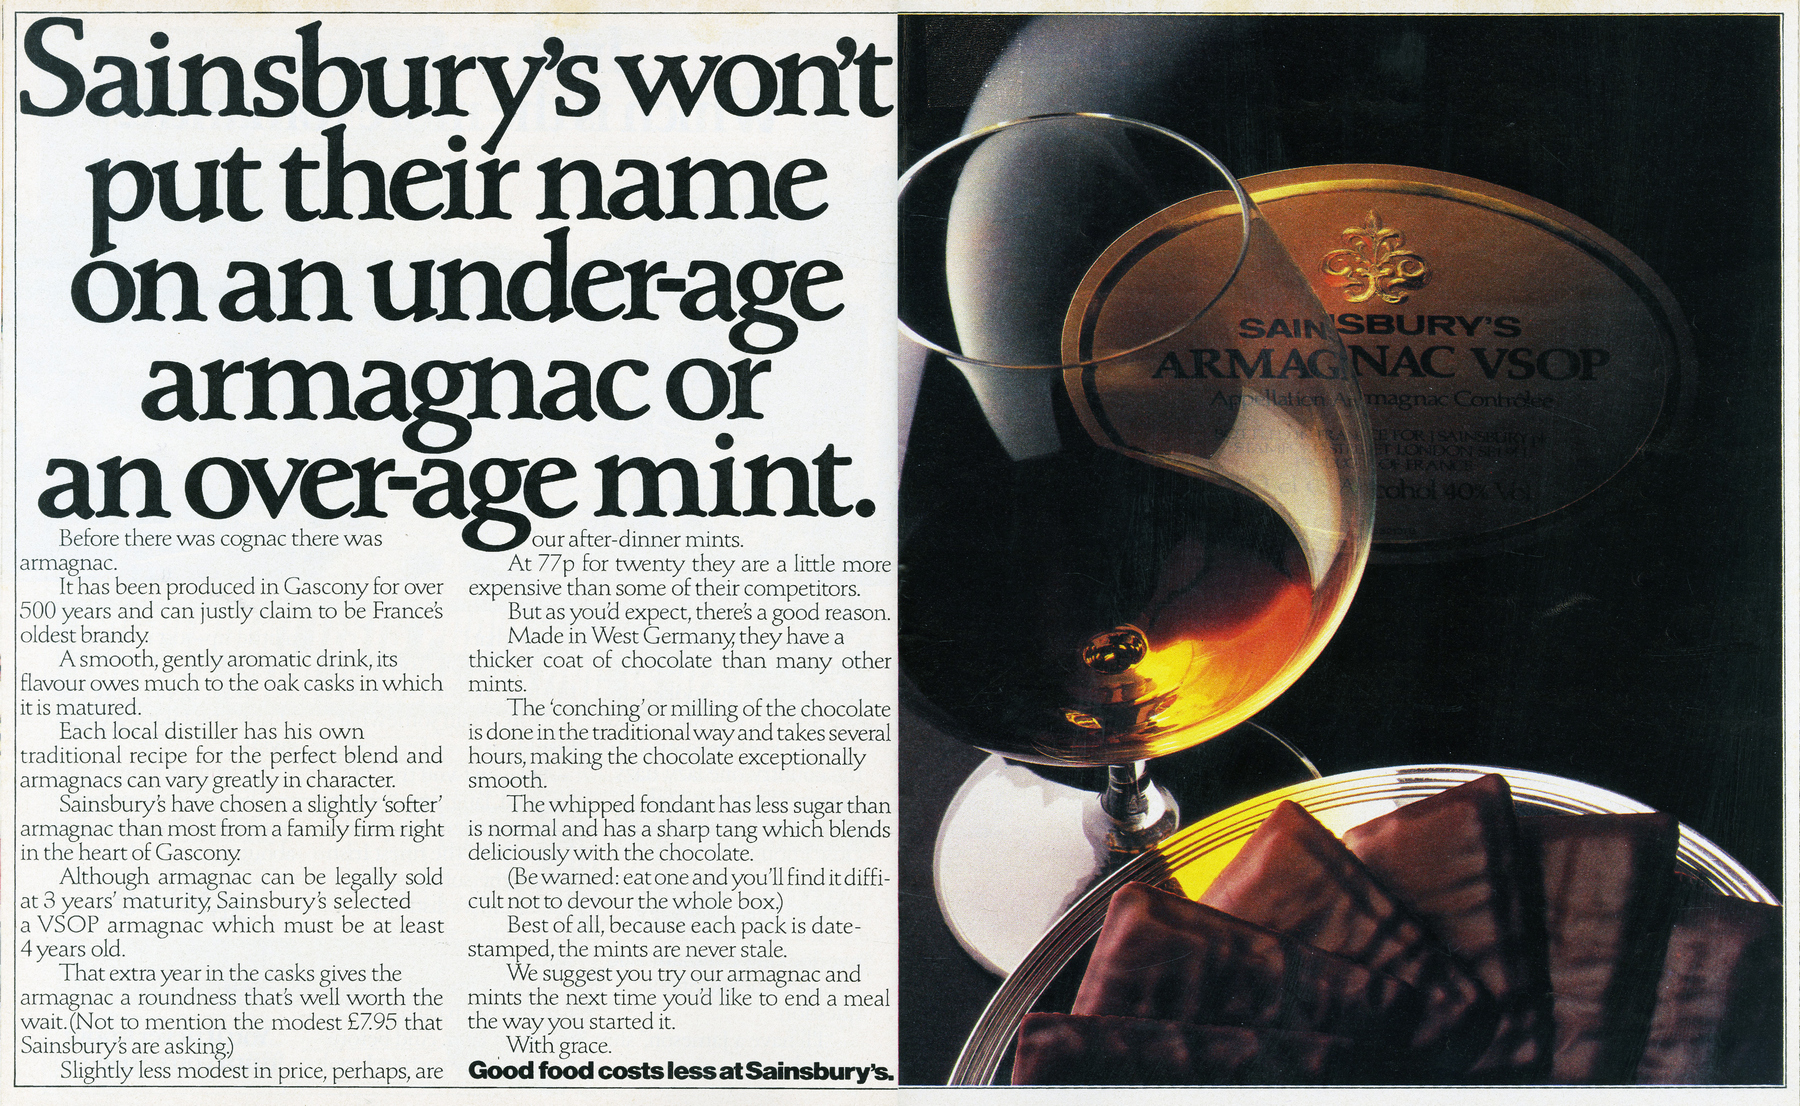 Sainsbury's won't
put their name
on an under-age
armagnac or
an over-age mint.
Before there was cognac there was
armagnac.
It has been produced in Gascony for over
500 years and can justly claim to be France's
oldest brandy.
A smooth, gently aromatic drink, its
flavour owes much to the oak casks in which
it is matured.
Each local distiller has his own
traditional recipe for the perfect blend and
armagnacs can vary greatly in character.
Sainsbury's have chosen a slightly 'softer'
armagnac than most from a family firm right
in the heart of Gascony.
Although armagnac can be legally sold
at 3 years' maturity, Sainsbury's selected
a VSOP armagnac which must be at least
4 years old.
That extra year in the casks gives the
armagnac a roundness that's well worth the
wait. (Not to mention the modest £7.95 that
Sainsbury's are asking.)
Slightly less modest in price, perhaps, are
our after-dinner mints.
At 77p for twenty they are a little more
expensive than some of their competitors.
But as you'd expect, there's a good reason.
Made in West Germany, they have a
thicker coat of chocolate than many other
mints.
The 'conching' or milling of the chocolate
is done in the traditional way and takes several
hours, making the chocolate exceptionally
smooth.
The whipped fondant has less sugar than
is normal and has a sharp tang which blends
deliciously with the chocolate.
(Be warned: eat one and you'll find it diffi-
cult not to devour the whole box.)
Best of all, because each pack is date-
stamped, the mints are never stale.
We suggest you try our armagnac and
mints the next time you'd like to end a meal
the way you started it.
With grace.
Good food costs less at Sainsbury's.
SAINSBURY'S
ARMAGNAC VSOP
Appellation Armagnac Contrôlée
FOR J SAINSBURY
STREET LONDON
OF FRANCE
Alcohol 40% Vol